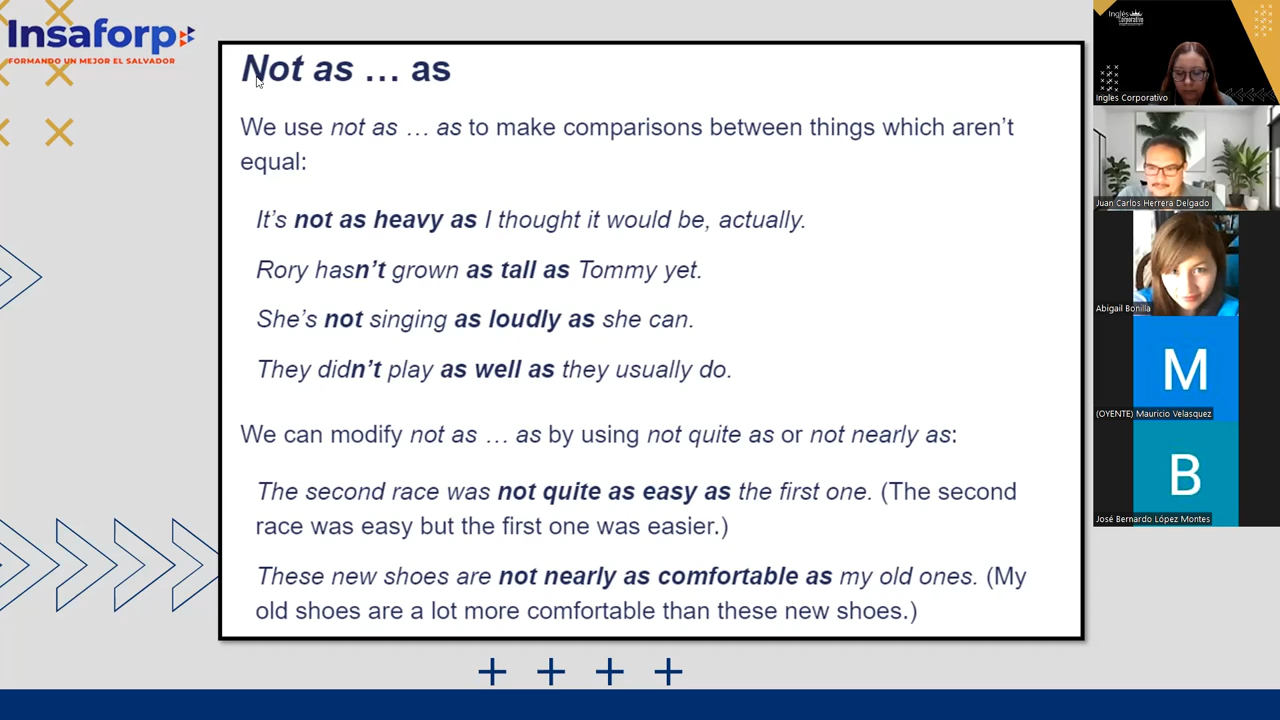 Insaforp
FORMANDO UN MEJOR EL SALVADOR
Not as … as
We use not as … as to make comparisons between things which aren't
equal:
It's not as heavy as I thought it would be, actually.
Rory hasn't grown as tall as Tommy yet.
She's not singing as loudly as she can.
They didn't play as well as they usually do.
We can modify not as … as by using not quite as or not nearly as:
The second race was not quite as easy as the first one. (The second
race was easy but the first one was easier.)
These new shoes are not nearly as comfortable as my old ones. (My
old shoes are a lot more comfortable than these new shoes.)
Inglés
Corporativo
Ingles Corporativo
Juan Carlos Herrera Delgado
Abigail Bonilla
M
(OYENTE) Mauricio Velasquez
B
José Bernardo López Montes